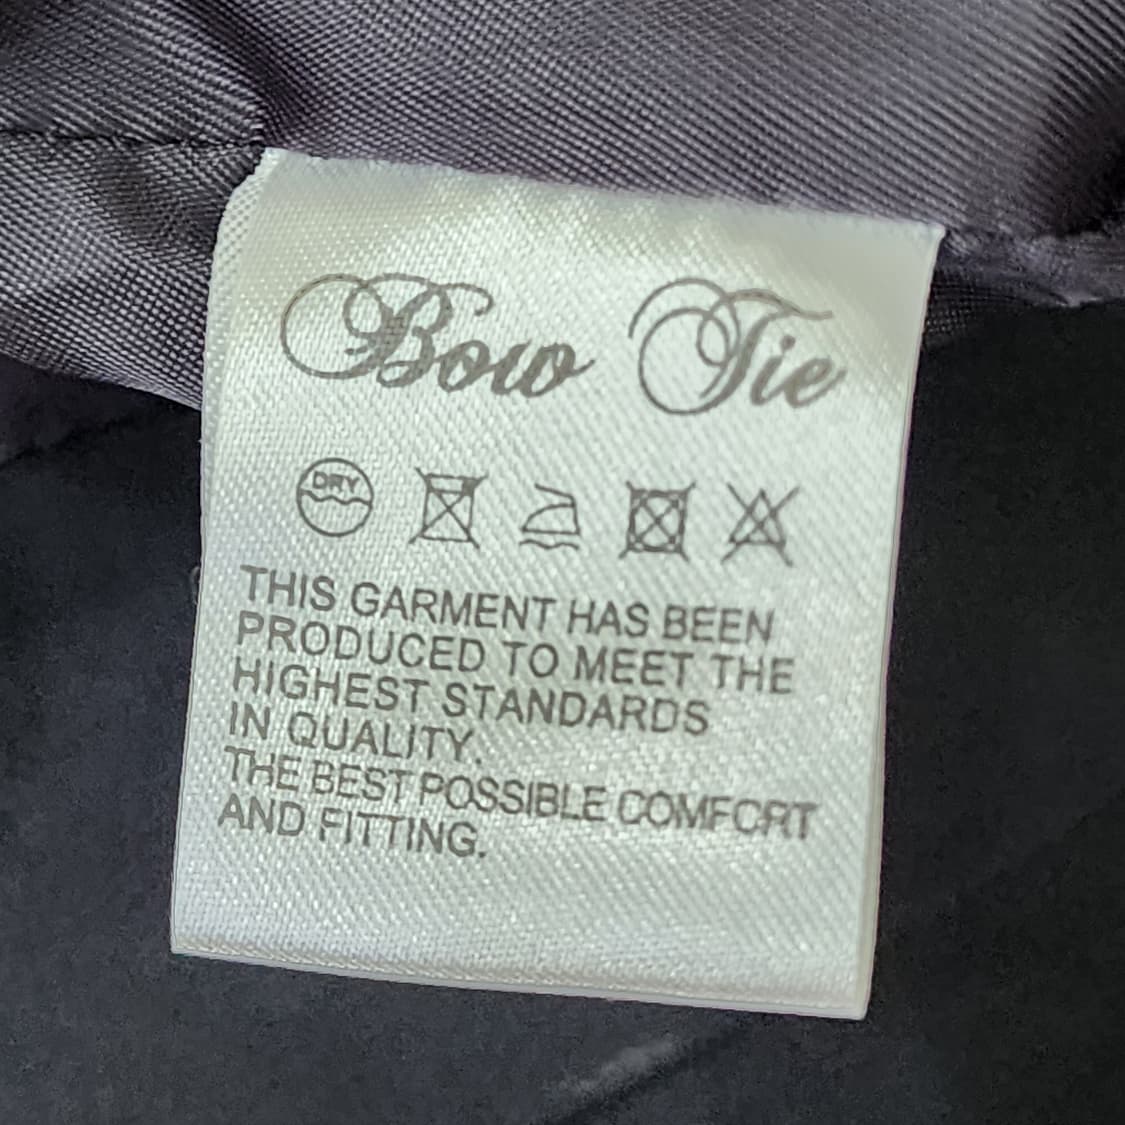 Bow Tie
DRY
THIS GARMENT HAS BEEN
PRODUCED TO MEET THE
HIGHEST STANDARDS
IN QUALITY.
THE BEST POSSIBLE COMFORT
AND FITTING.